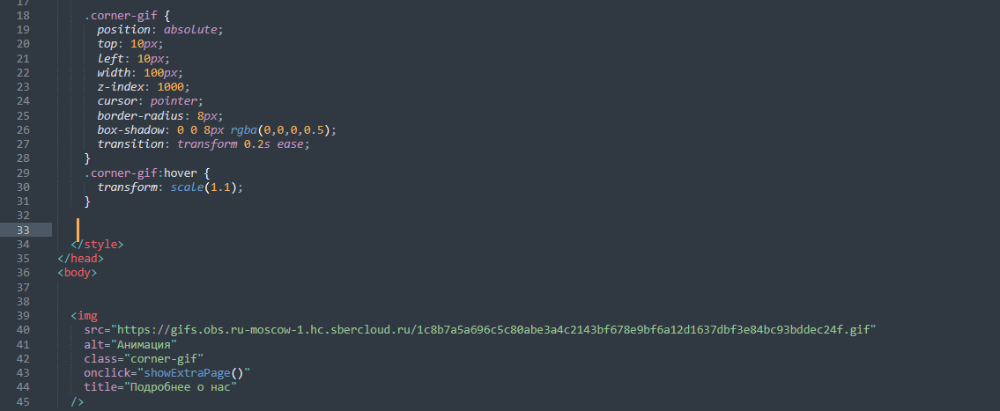 17
18 .corner-gif {
19 position: absolute;
20 top: 10px;
21 left: 10px;
22 width: 100px;
23 z-index: 1000;
24 cursor: pointer;
25 border-radius: 8px;
26 box-shadow: 0 0 8px rgba(0,0,0,0.5);
27 transition: transform 0.2s ease;
28 }
29 .corner-gif:hover {
30 transform: scale(1.1);
31 }
32
33
34 </style>
35 </head>
36 <body>
37
38
39 <img
40 src="https://gifs.obs.ru-moscow-1.hc.sbercloud.ru/1c8b7a5a696c5c80abe3a4c2143bf678e9bf6a12d1637dbf3e84bc93bddec24f.gif"
41 alt="Анимация"
42 class="corner-gif"
43 onclick="showExtraPage()"
44 title="Подробнее о нас"
45 />